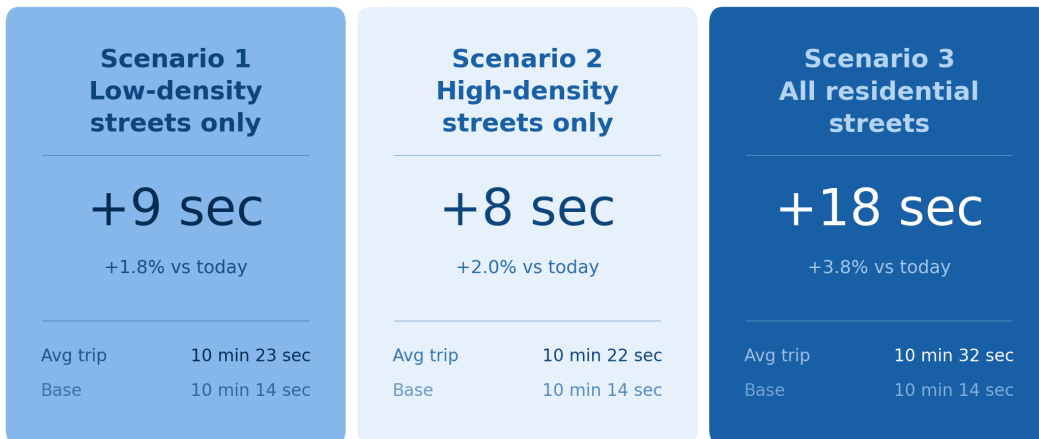 Scenario 1
Low-density
streets only
+9 sec
+1.8% vs today
Avg trip 10 min 23 sec
Base 10 min 14 sec
Scenario 2
High-density
streets only
+8 sec
+2.0% vs today
Avg trip 10 min 22 sec
Base 10 min 14 sec
Scenario 3
All residential
streets
+18 sec
+3.8% vs today
Avg trip 10 min 32 sec
Base 10 min 14 sec